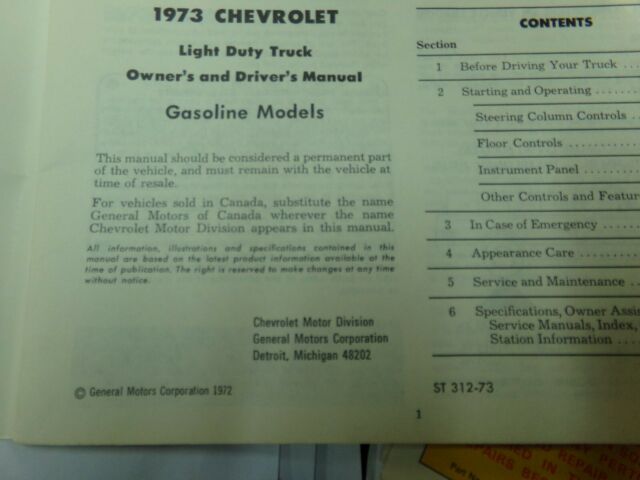 1973 CHEVROLET
Light Duty Truck
Owner's and Driver's Manual
Gasoline Models
This manual should be considered a permanent part
of the vehicle, and must remain with the vehicle at
time of resale.
For vehicles sold in Canada, substitute the name
General Motors of Canada wherever the name
Chevrolet Motor Division appears in this manual.
All information, illustrations and specifications contained in this
manual are based on the latest product information available at the
time of publication. The right is reserved to make changes at any time
without notice.
Chevrolet Motor Division
General Motors Corporation
Detroit, Michigan 48202
© General Motors Corporation 1972
CONTENTS
Section
1 Before Driving Your Truck ...
2 Starting and Operating .......
Steering Column Controls ..
Floor Controls ............
Instrument Panel ..........
Other Controls and Featur
3 In Case of Emergency ......
4 Appearance Care ..........
5 Service and Maintenance ....
6 Specifications, Owner Assis
Service Manuals, Index,
Station Information ....
ST 312-73
1
REPAIR
IN
Part